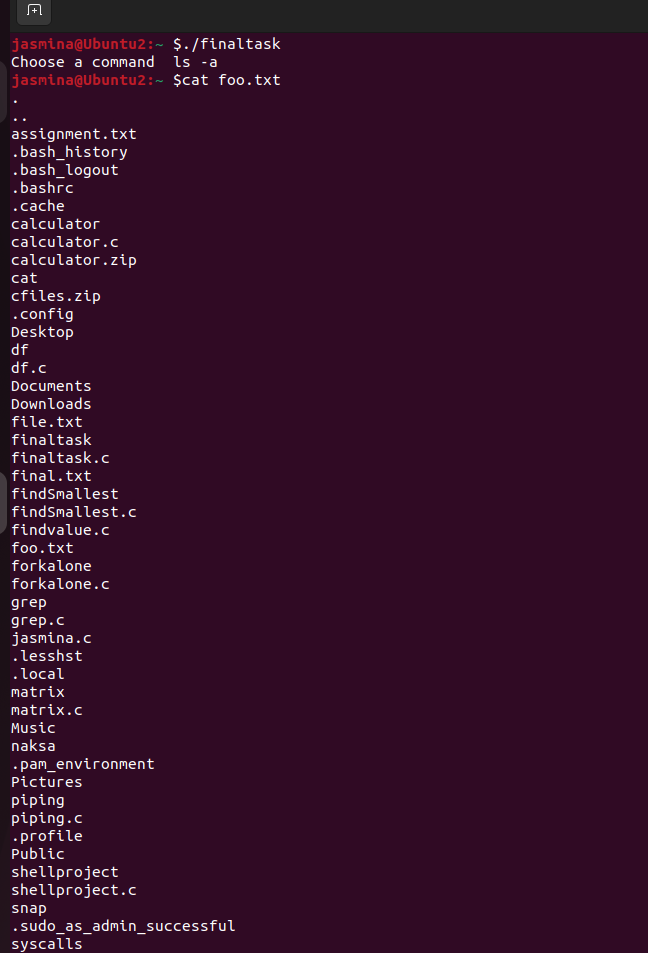 jasmina@Ubuntu2:~ $./finaltask
Choose a command  ls -a
jasmina@Ubuntu2:~ $cat foo.txt
.
..
assignment.txt
.bash_history
.bash_logout
.bashrc
.cache
calculator
calculator.c
calculator.zip
cat
cfiles.zip
.config
Desktop
df
df.c
Documents
Downloads
file.txt
finaltask
finaltask.c
final.txt
findSmallest
findSmallest.c
findvalue.c
foo.txt
forkalone
forkalone.c
grep
grep.c
jasmina.c
.lesshst
.local
matrix
matrix.c
Music
naksa
.pam_environment
Pictures
piping
piping.c
.profile
Public
shellproject
shellproject.c
snap
.sudo_as_admin_successful
syscalls